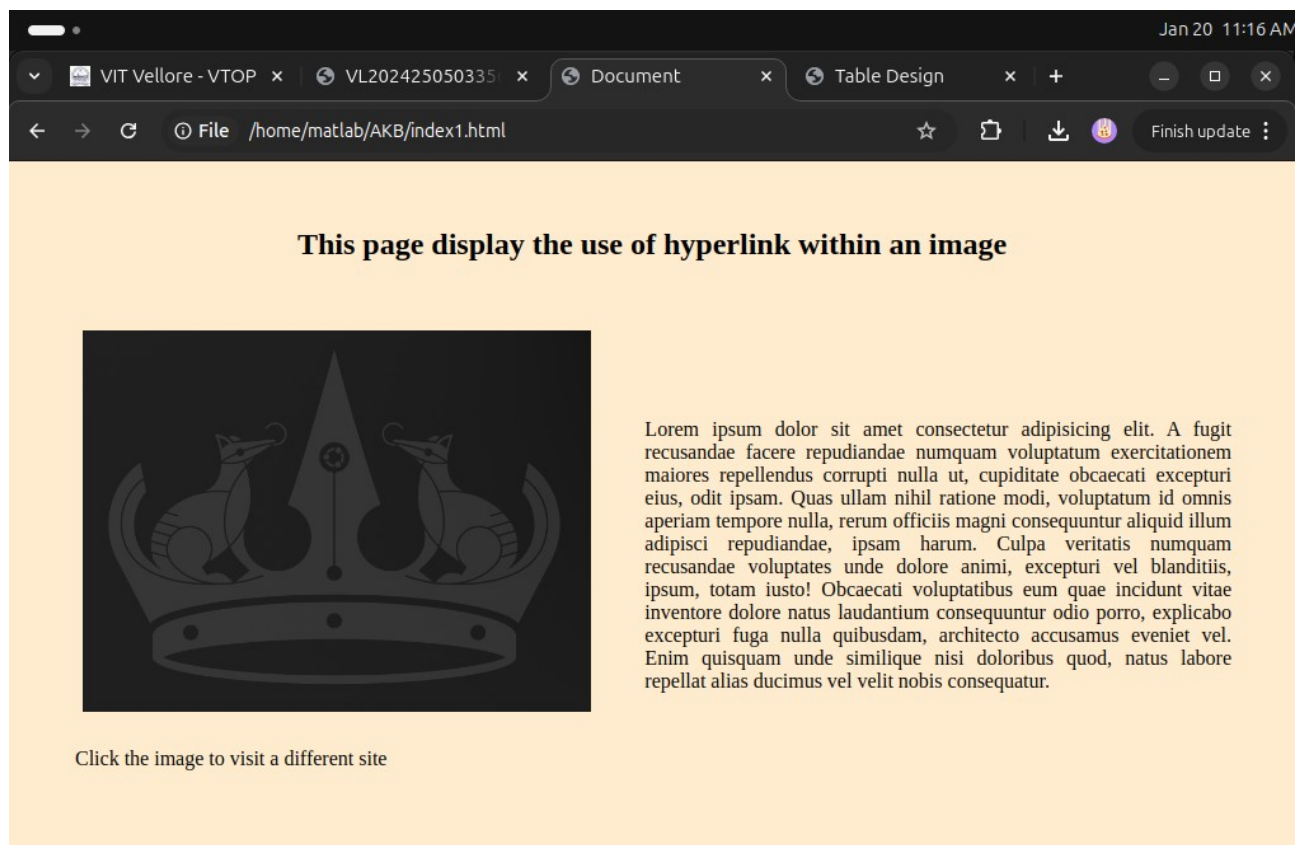 Jan 20 11:16 AM
VIT Vellore - VTOP
VL202425050335
Document
Table Design
File /home/matlab/AKB/index1.html
Finish update
This page display the use of hyperlink within an image
Lorem ipsum dolor sit amet consectetur adipisicing elit. A fugit
recusandae facere repudiandae numquam voluptatum exercitationem
maiores repellendus corrupti nulla ut, cupiditate obcaecati excepturi
eius, odit ipsam. Quas ullam nihil ratione modi, voluptatum id omnis
aperiam tempore nulla, rerum officiis magni consequuntur aliquid illum
adipisci repudiandae, ipsam harum. Culpa veritatis numquam
recusandae voluptates unde dolore animi, excepturi vel blanditiis,
ipsum, totam iusto! Obcaecati voluptatibus eum quae incidunt vitae
inventore dolore natus laudantium consequuntur odio porro, explicabo
excepturi fuga nulla quibusdam, architecto accusamus eveniet vel.
Enim quisquam unde similique nisi doloribus quod, natus labore
repellat alias ducimus vel velit nobis consequatur.
Click the image to visit a different site